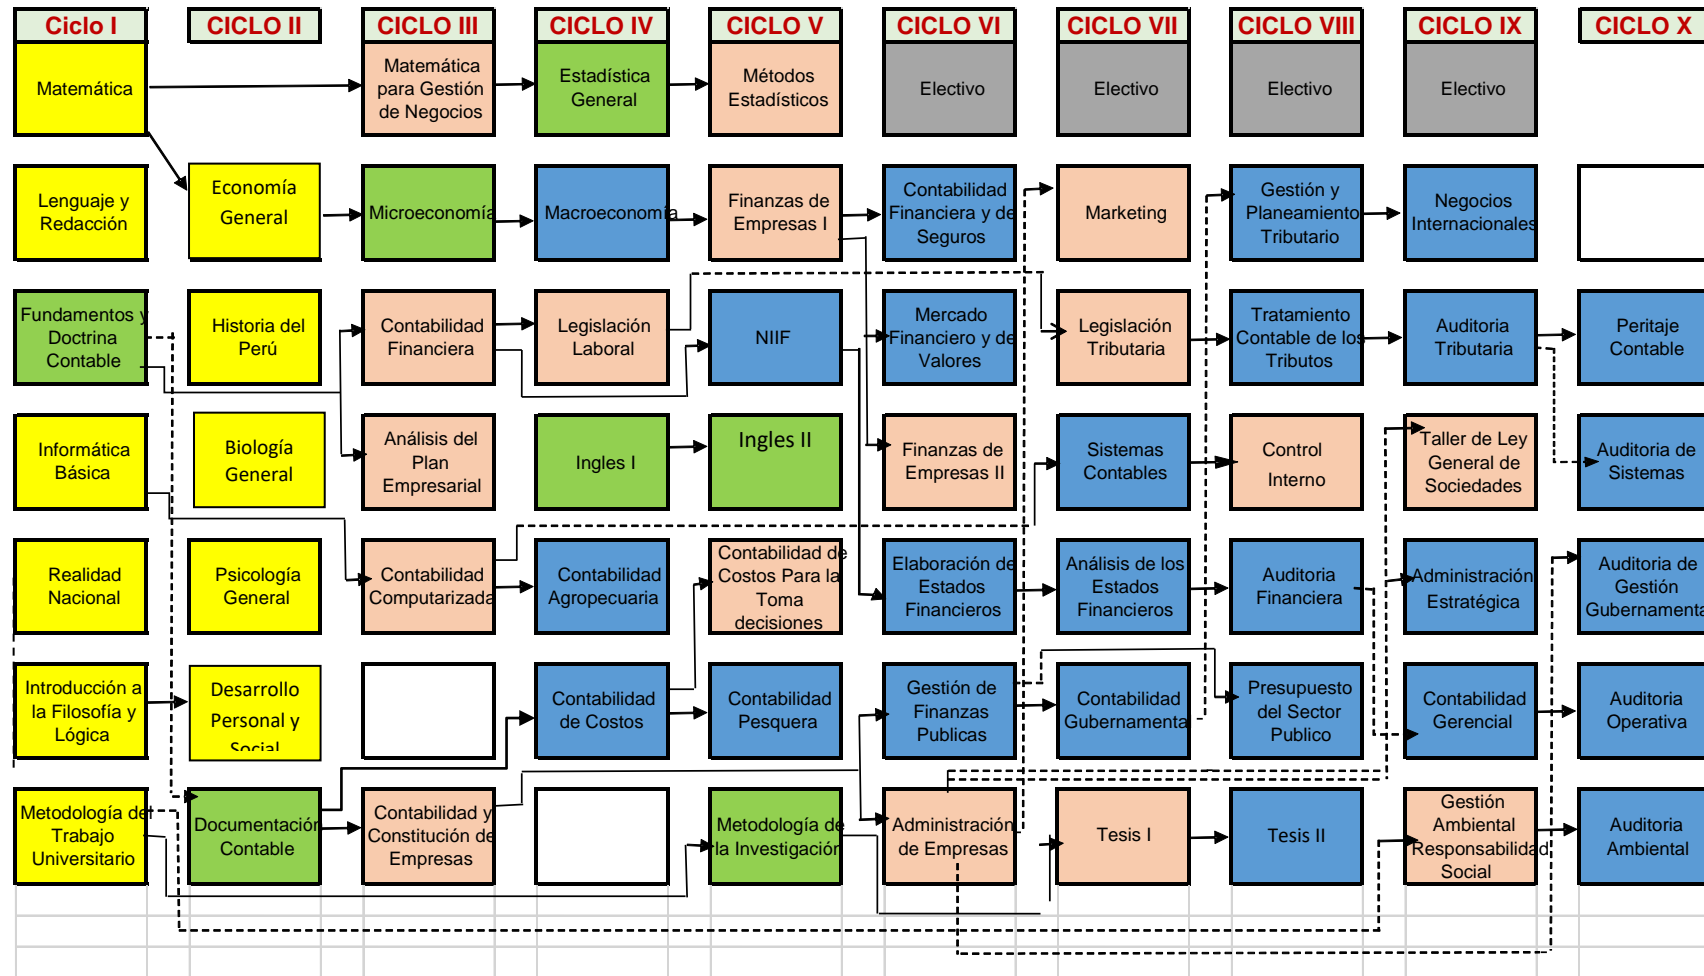 Ciclo I
CICLO II
CICLO III
CICLO IV
CICLO V
CICLO VI
CICLO VII
CICLO VIII
CICLO IX
CICLO X
Matemática
Matemática
para Gestión
de Negocios
Estadística
General
Métodos
Estadísticos
Electivo
Electivo
Electivo
Electivo
Lenguaje y
Redacción
Economía
General
Microeconomía
Macroeconomía
Finanzas de
Empresas I
Contabilidad
Financiera y de
Seguros
Marketing
Gestión y
Planeamiento
Tributario
Negocios
Internacionales
Fundamentos y
Doctrina
Contable
Historia del
Perú
Contabilidad
Financiera
Legislación
Laboral
NIIF
Mercado
Financiero y de
Valores
Legislación
Tributaria
Tratamiento
Contable de los
Tributos
Auditoria
Tributaria
Peritaje
Contable
Informática
Básica
Biología
General
Análisis del
Plan
Empresarial
Ingles I
Ingles II
Finanzas de
Empresas II
Sistemas
Contables
Control
Interno
Taller de Ley
General de
Sociedades
Auditoria de
Sistemas
Realidad
Nacional
Psicología
General
Contabilidad
Computarizada
Contabilidad
Agropecuaria
Contabilidad de
Costos Para la
Toma
decisiones
Elaboración de
Estados
Financieros
Análisis de los
Estados
Financieros
Auditoria
Financiera
Administración
Estratégica
Auditoria de
Gestión
Gubernamenta
Introducción a
la Filosofía y
Lógica
Desarrollo
Personal y
Social
Contabilidad
de Costos
Contabilidad
Pesquera
Gestión de
Finanzas
Publicas
Contabilidad
Gubernamenta
Presupuesto
del Sector
Publico
Contabilidad
Gerencial
Auditoria
Operativa
Metodología del
Trabajo
Universitario
Documentación
Contable
Contabilidad y
Constitución de
Empresas
Metodología de
la Investigación
Administración
de Empresas
Tesis I
Tesis II
Gestión
Ambiental
Responsabilidad
Social
Auditoria
Ambiental